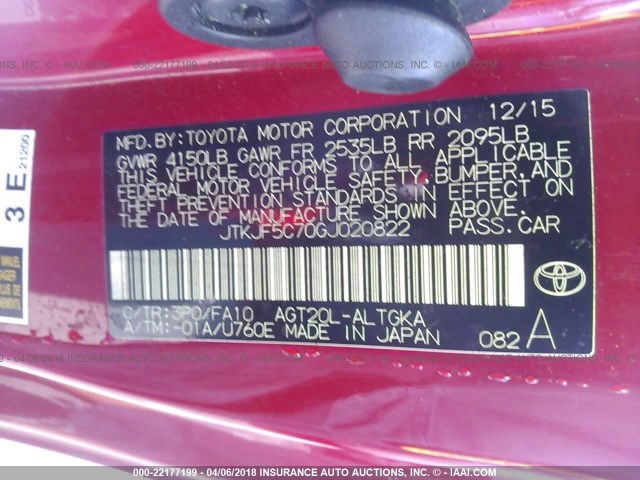 MFD.BY:TOYOTA MOTOR CORPORATION 12/15
GVWR 4150LB GAWR FR 2535LB RR 2095LB
THIS VEHICLE CONFORMS TO ALL APPLICABLE
FEDERAL MOTOR VEHICLE SAFETY, BUMPER, AND
THEFT PREVENTION STANDARDS IN EFFECT ON
THE DATE OF MANUFACTURE SHOWN ABOVE.
JTKJF5C70GJ020822 PASS.CAR
C/TR:3P0/FA10 AGT20L-ALTGKA
A/TM:-01A/U760E MADE IN JAPAN 082 A
TOYOTA
3 E 21200
000-22177199 - 04/06/2018 INSURANCE AUTO AUCTIONS, INC. - © - IAAI.COM